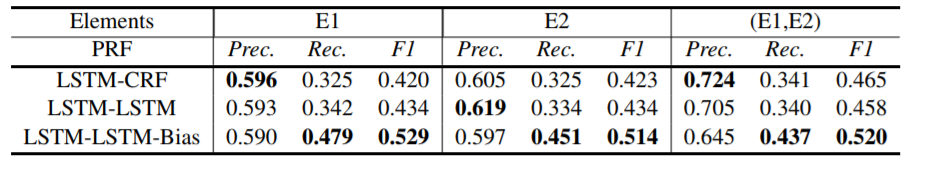 Elements E1 E2 (E1,E2)
PRF Prec. Rec. F1 Prec. Rec. F1 Prec. Rec. F1
LSTM-CRF 0.596 0.325 0.420 0.605 0.325 0.423 0.724 0.341 0.465
LSTM-LSTM 0.593 0.342 0.434 0.619 0.334 0.434 0.705 0.340 0.458
LSTM-LSTM-Bias 0.590 0.479 0.529 0.597 0.451 0.514 0.645 0.437 0.520